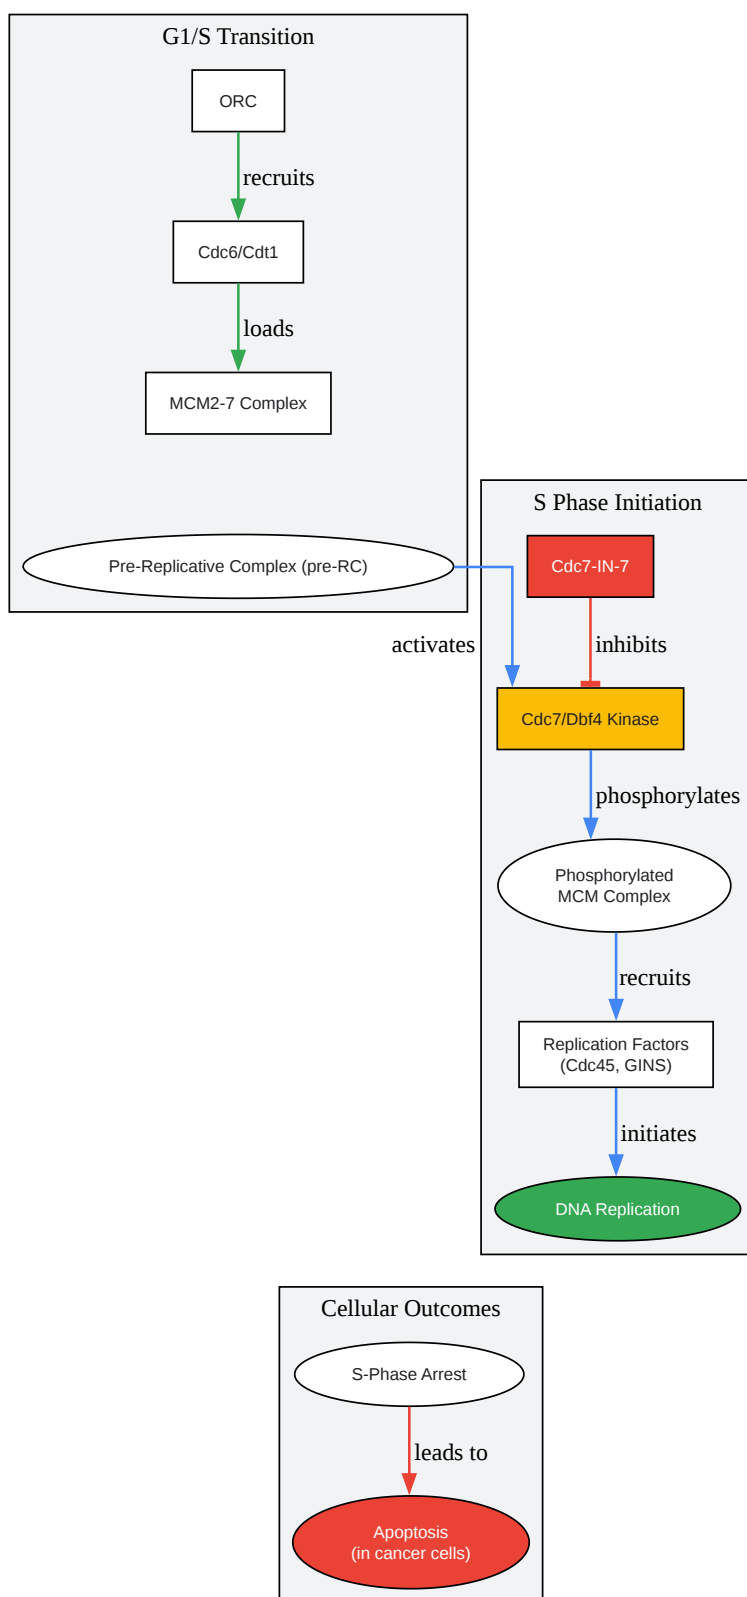 G1/S Transition
ORC
recruits
Cdc6/Cdt1
loads
MCM2-7 Complex
Pre-Replicative Complex (pre-RC)
activates
S Phase Initiation
Cdc7-IN-7
inhibits
Cdc7/Dbf4 Kinase
phosphorylates
Phosphorylated
MCM Complex
recruits
Replication Factors
(Cdc45, GINS)
initiates
DNA Replication
Cellular Outcomes
S-Phase Arrest
leads to
Apoptosis
(in cancer cells)